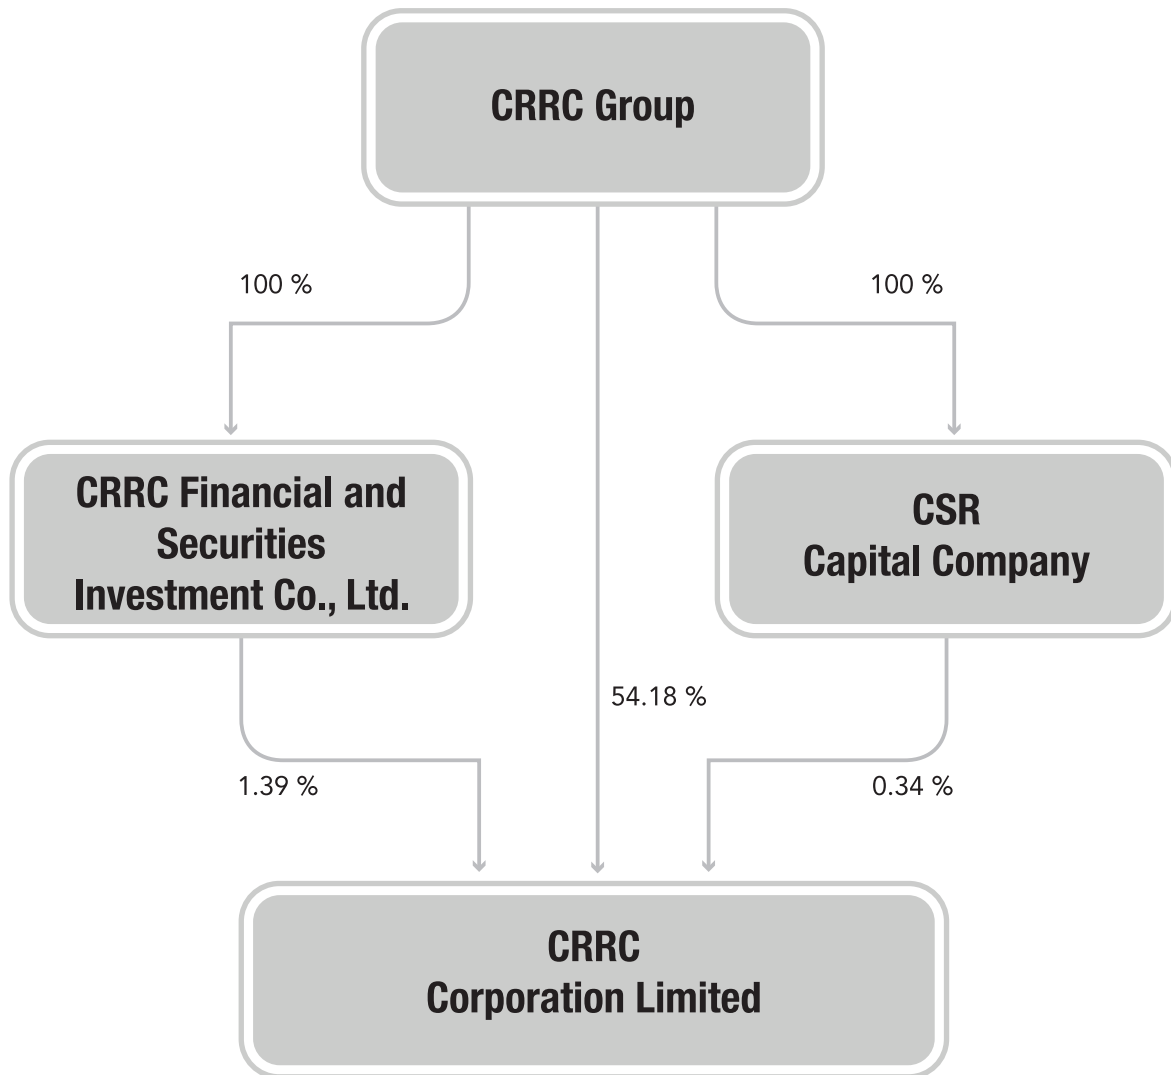 CRRC Group
100 %
100 %
CRRC Financial and
Securities
Investment Co., Ltd.
CSR
Capital Company
54.18 %
1.39 %
0.34 %
CRRC
Corporation Limited